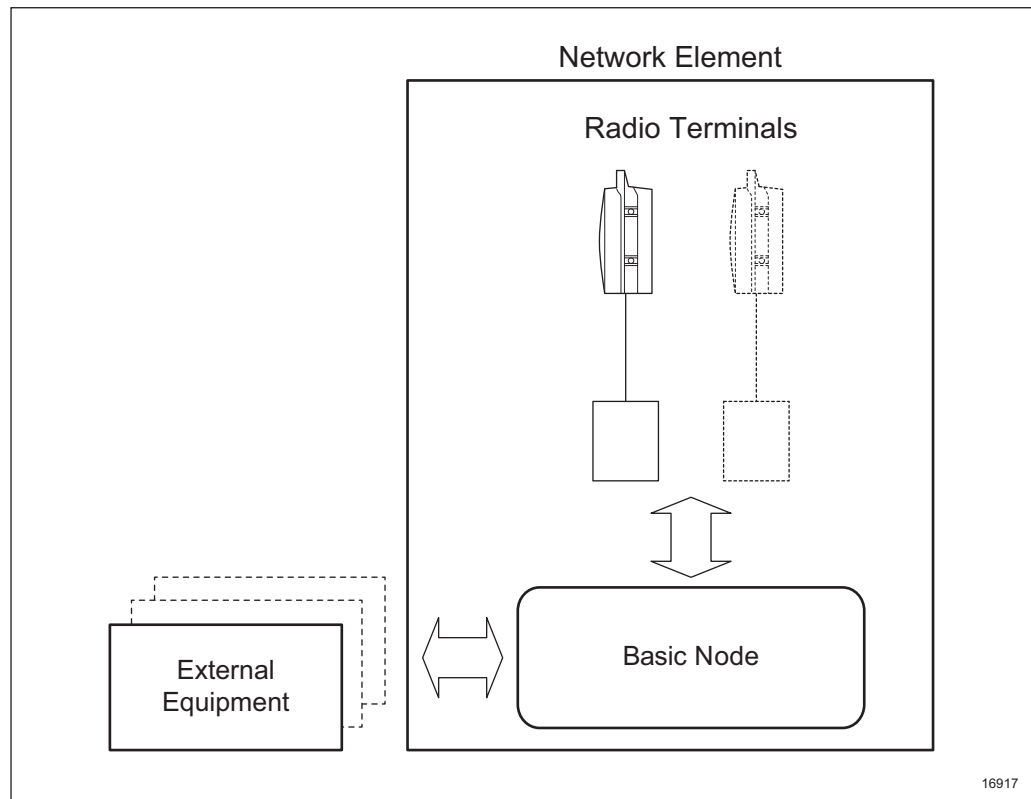 Network Element
Radio Terminals
Basic Node
External
Equipment
16917